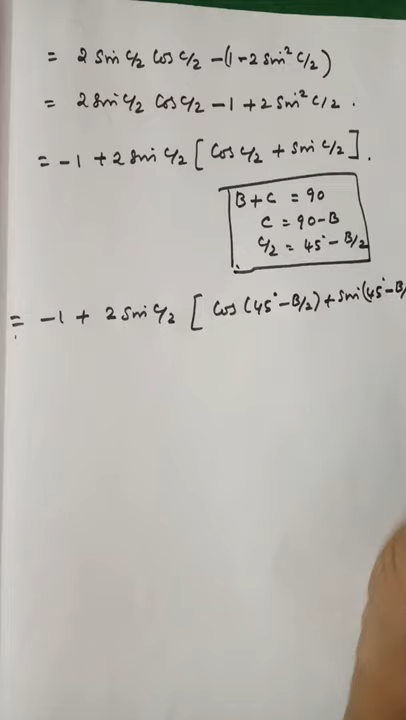 = 2 sin C/2 cos C/2 - (1 - 2 sin² C/2)
= 2 sin C/2 cos C/2 - 1 + 2 sin² C/2 .
= -1 + 2 sin C/2 [ cos C/2 + sin C/2 ] .
B + C = 90
C = 90 - B
C/2 = 45° - B/2
= -1 + 2 sin C/2 [ cos (45° - B/2) + sin (45° - B/